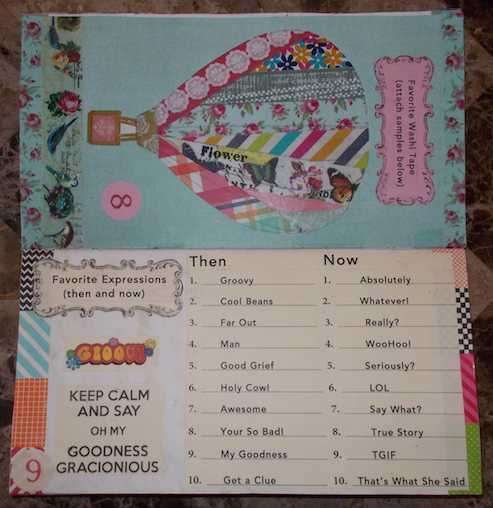 Favorite Washi Tape
(attach samples below)
Flower
8
Favorite Expressions
(then and now)
GROOVY
KEEP CALM
AND SAY
OH MY
GOODNESS
GRACIONIOUS
9
Then
1. Groovy
2. Cool Beans
3. Far Out
4. Man
5. Good Grief
6. Holy Cow!
7. Awesome
8. Your So Bad!
9. My Goodness
10. Get a Clue
Now
1. Absolutely
2. Whatever!
3. Really?
4. WooHoo!
5. Seriously?
6. LOL
7. Say What?
8. True Story
9. TGIF
10. That's What She Said